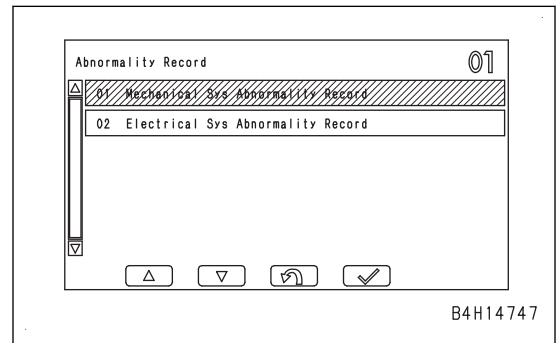 Abnormality Record 01
01 Mechanical Sys Abnormality Record
02 Electrical Sys Abnormality Record
B4H14747